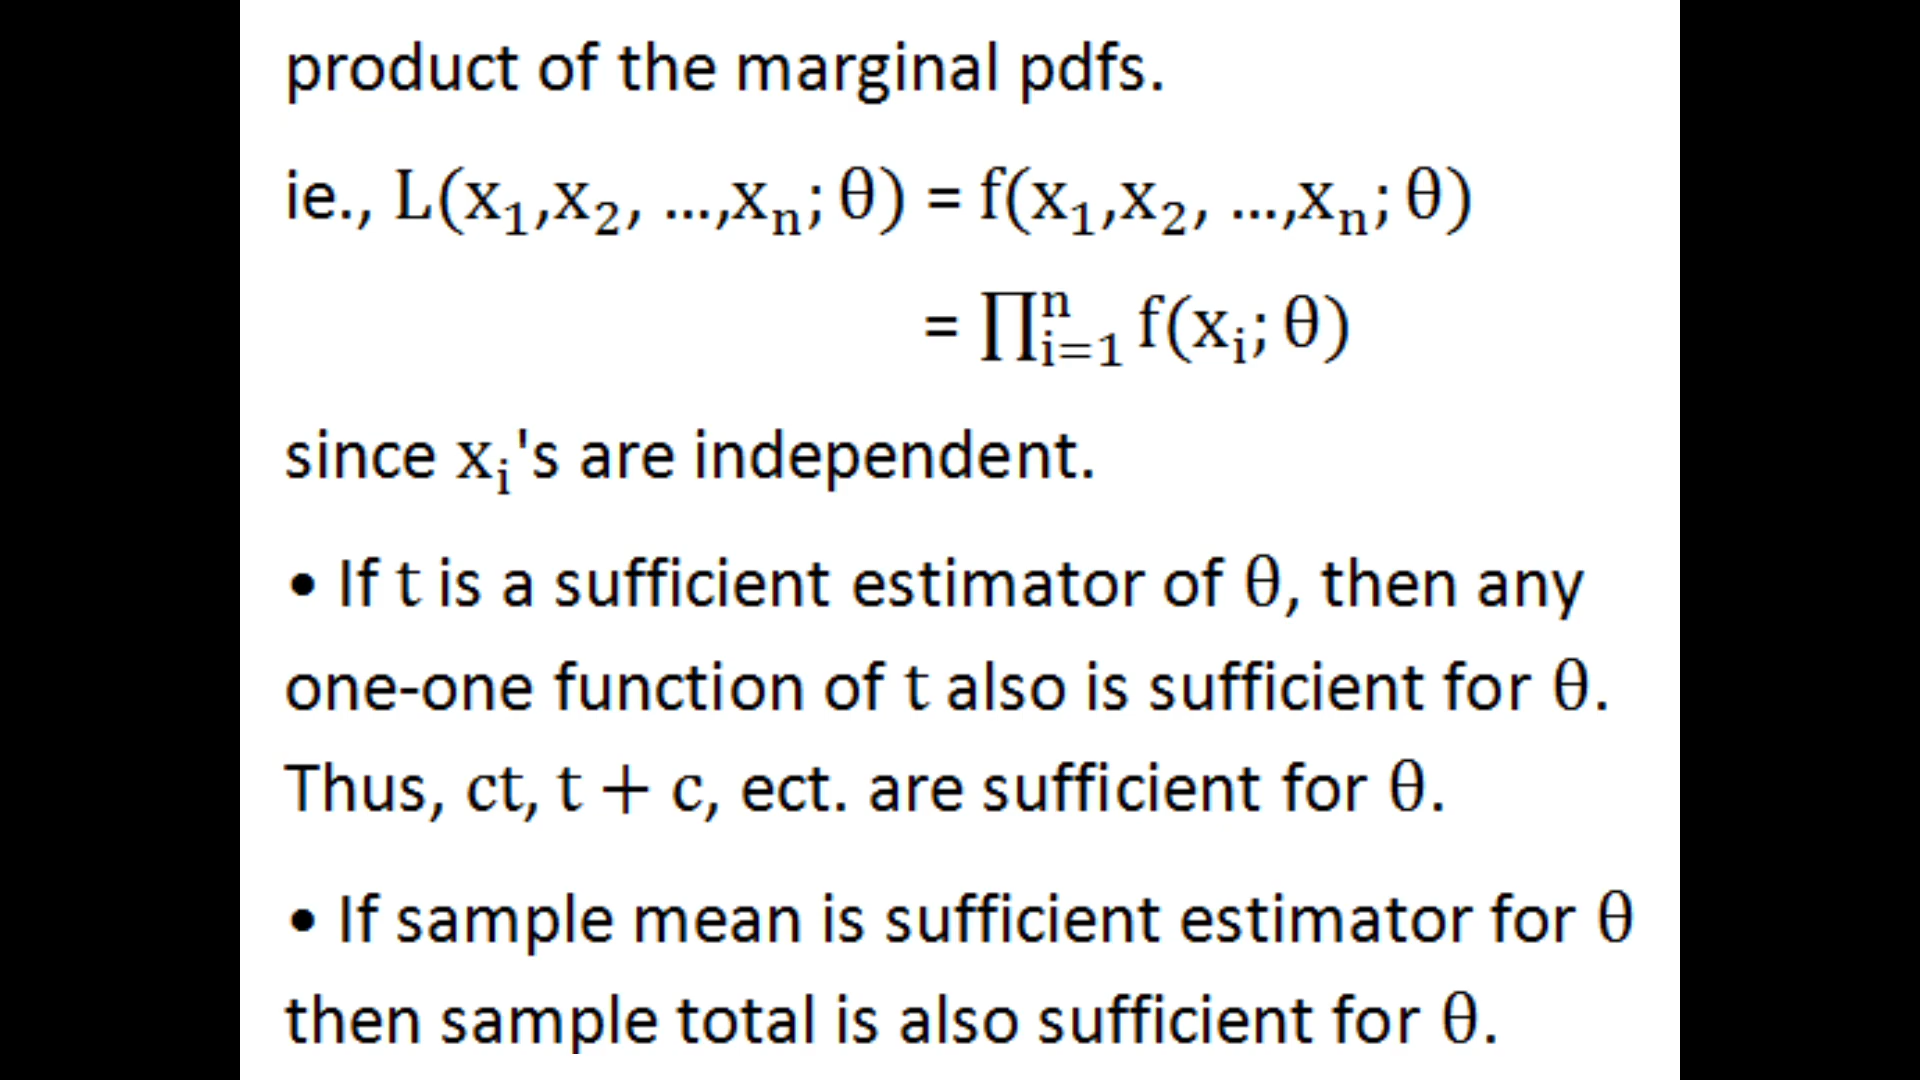 product of the marginal pdfs.
ie., L(x₁,x₂, ...,xₙ; θ) = f(x₁,x₂, ...,xₙ; θ)
= ∏ⁿᵢ₌₁ f(xᵢ; θ)
since xᵢ's are independent.
• If t is a sufficient estimator of θ, then any
one-one function of t also is sufficient for θ.
Thus, ct, t + c, ect. are sufficient for θ.
• If sample mean is sufficient estimator for θ
then sample total is also sufficient for θ.